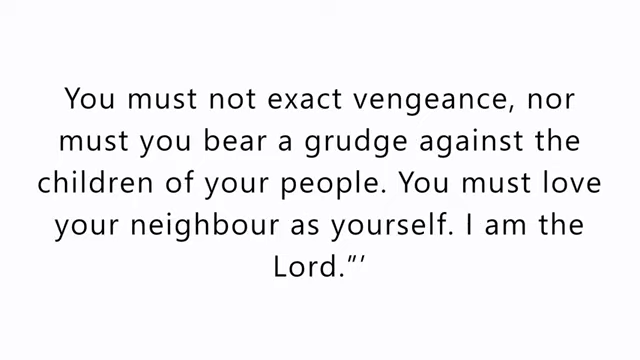 You must not exact vengeance, nor
must you bear a grudge against the
children of your people. You must love
your neighbour as yourself. I am the
Lord.”’